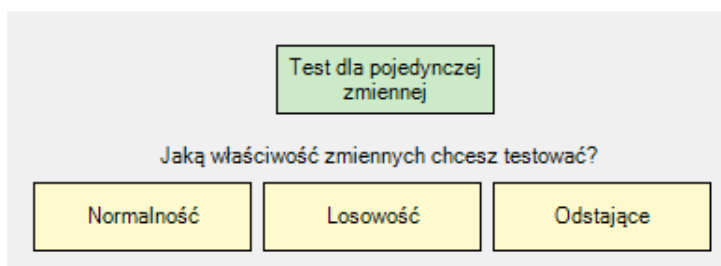 Test dla pojedynczej
zmiennej
Jaką właściwość zmiennych chcesz testować?
Normalność
Losowość
Odstające